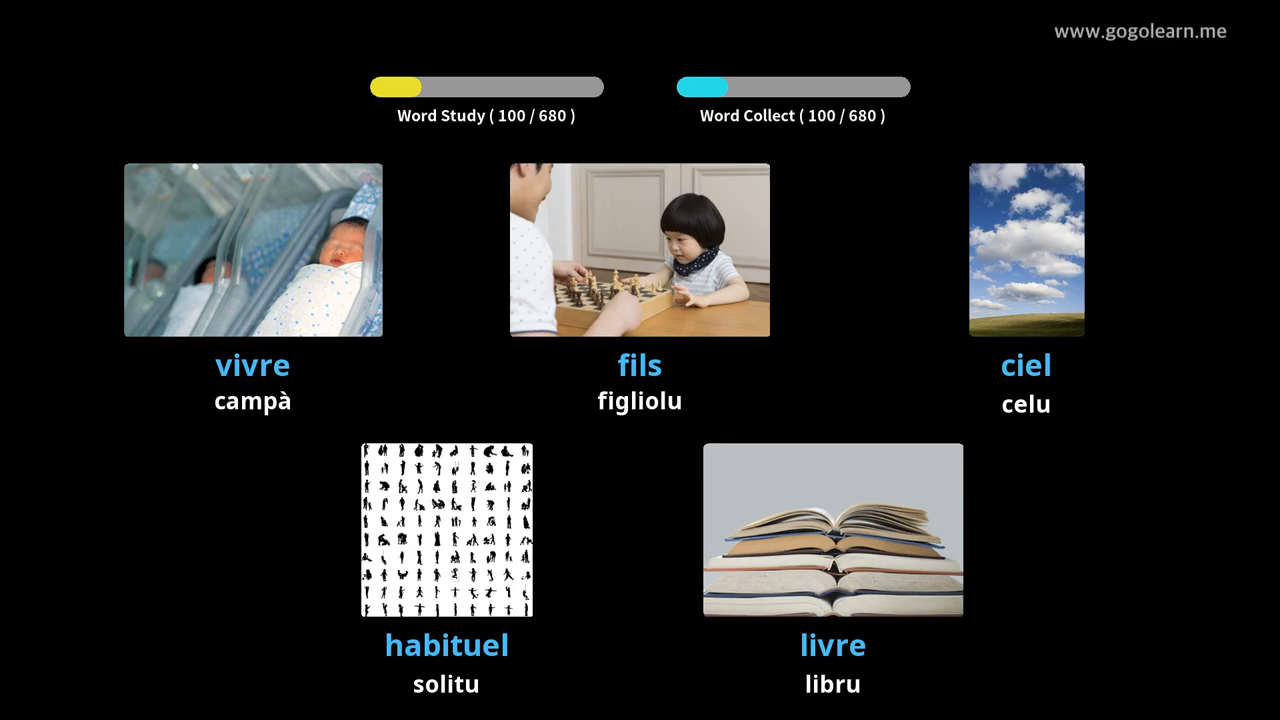 www.gogolearn.me
Word Study ( 100 / 680 )
Word Collect ( 100 / 680 )
vivre
campà
fils
figliolu
ciel
celu
habituel
solitu
livre
libru